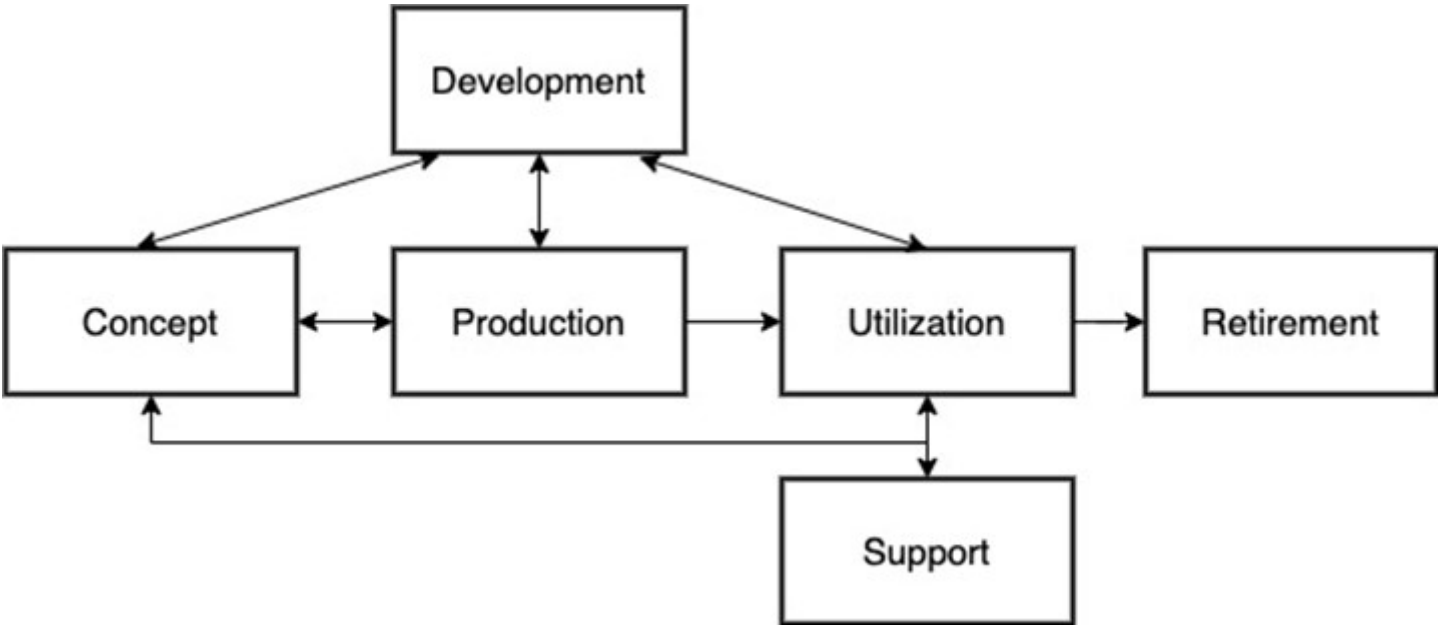 Development
Concept
Production
Utilization
Retirement
Support